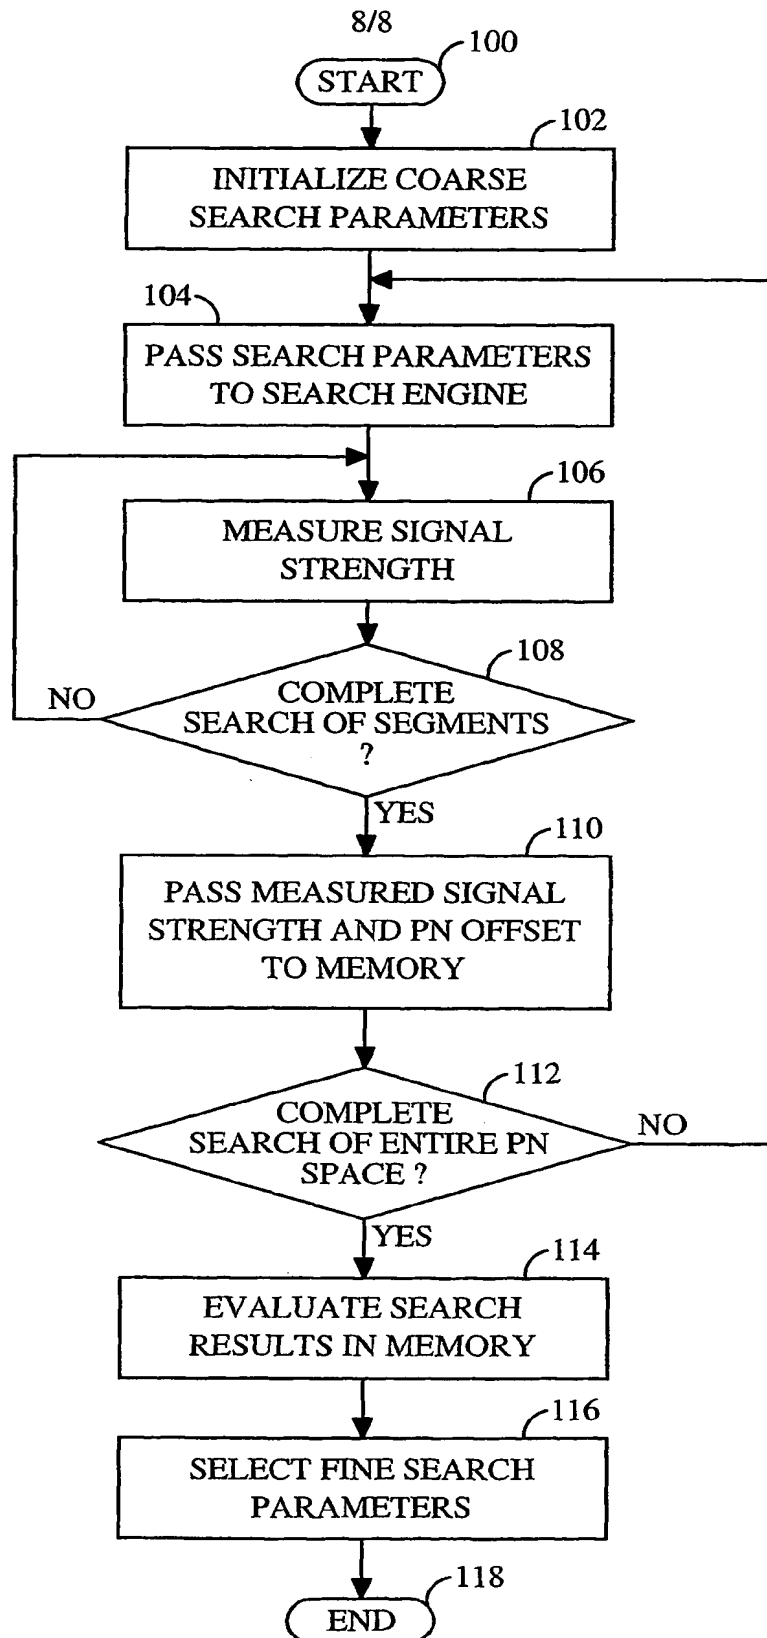 8/8
100
START
102
INITIALIZE COARSE
SEARCH PARAMETERS
104
PASS SEARCH PARAMETERS
TO SEARCH ENGINE
106
MEASURE SIGNAL
STRENGTH
108
COMPLETE
SEARCH OF SEGMENTS
?
NO
YES
110
PASS MEASURED SIGNAL
STRENGTH AND PN OFFSET
TO MEMORY
112
COMPLETE
SEARCH OF ENTIRE PN
SPACE ?
NO
YES
114
EVALUATE SEARCH
RESULTS IN MEMORY
116
SELECT FINE SEARCH
PARAMETERS
118
END